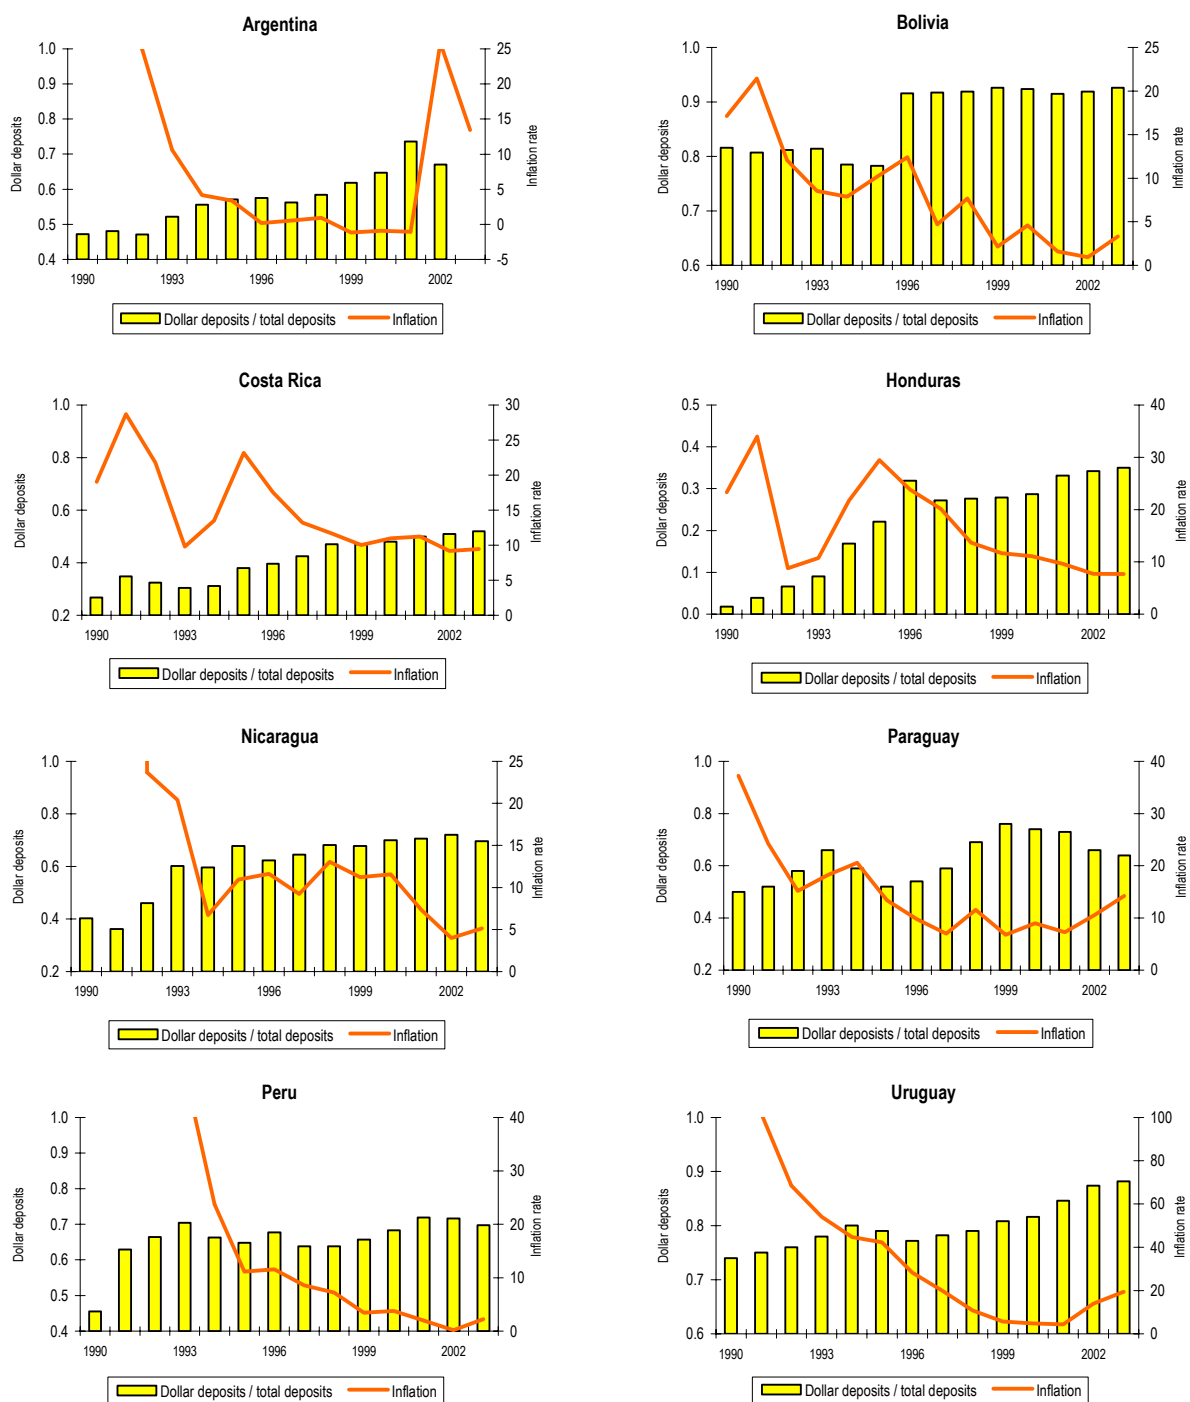 Argentina
1.0
0.9
0.8
0.7
0.6
0.5
0.4
Dollar deposits
25
20
15
10
5
0
-5
Inflation rate
1990 1993 1996 1999 2002
Dollar deposits / total deposits Inflation
Bolivia
1.0
0.9
0.8
0.7
0.6
Dollar deposits
25
20
15
10
5
0
Inflation rate
1990 1993 1996 1999 2002
Dollar deposits / total deposits Inflation
Costa Rica
1.0
0.8
0.6
0.4
0.2
Dollar deposits
30
25
20
15
10
5
0
Inflation rate
1990 1993 1996 1999 2002
Dollar deposits / total deposits Inflation
Honduras
0.5
0.4
0.3
0.2
0.1
0.0
Dollar deposits
40
30
20
10
0
Inflation rate
1990 1993 1996 1999 2002
Dollar deposits / total deposits Inflation
Nicaragua
1.0
0.8
0.6
0.4
0.2
Dollar deposits
25
20
15
10
5
0
Inflation rate
1990 1993 1996 1999 2002
Dollar deposits / total deposits Inflation
Paraguay
1.0
0.8
0.6
0.4
0.2
Dollar deposits
40
30
20
10
0
Inflation rate
1990 1993 1996 1999 2002
Dollar deposists / total deposits Inflation
Peru
1.0
0.9
0.8
0.7
0.6
0.5
0.4
Dollar deposits
40
30
20
10
0
Inflation rate
1990 1993 1996 1999 2002
Dollar deposits / total deposits Inflation
Uruguay
1.0
0.9
0.8
0.7
0.6
Dollar deposits
100
80
60
40
20
0
Inflation rate
1990 1993 1996 1999 2002
Dollar deposits / total deposits Inflation